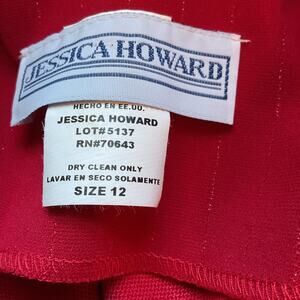 JESSICA HOWARD
HECHO EN EE.UU.
JESSICA HOWARD
LOT#5137
RN#70643
DRY CLEAN ONLY
LAVAR EN SECO SOLAMENTE
SIZE 12